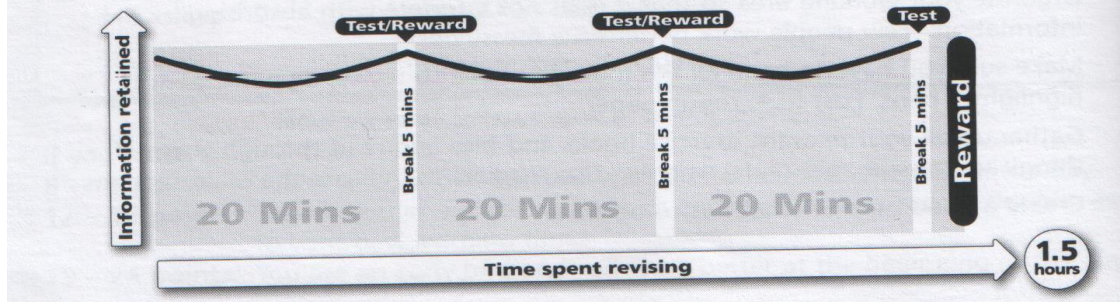 Test/Reward
Test/Reward
Test
Information retained
Break 5 mins
Break 5 mins
Break 5 mins
Reward
20 Mins
20 Mins
20 Mins
Time spent revising
1.5
hours